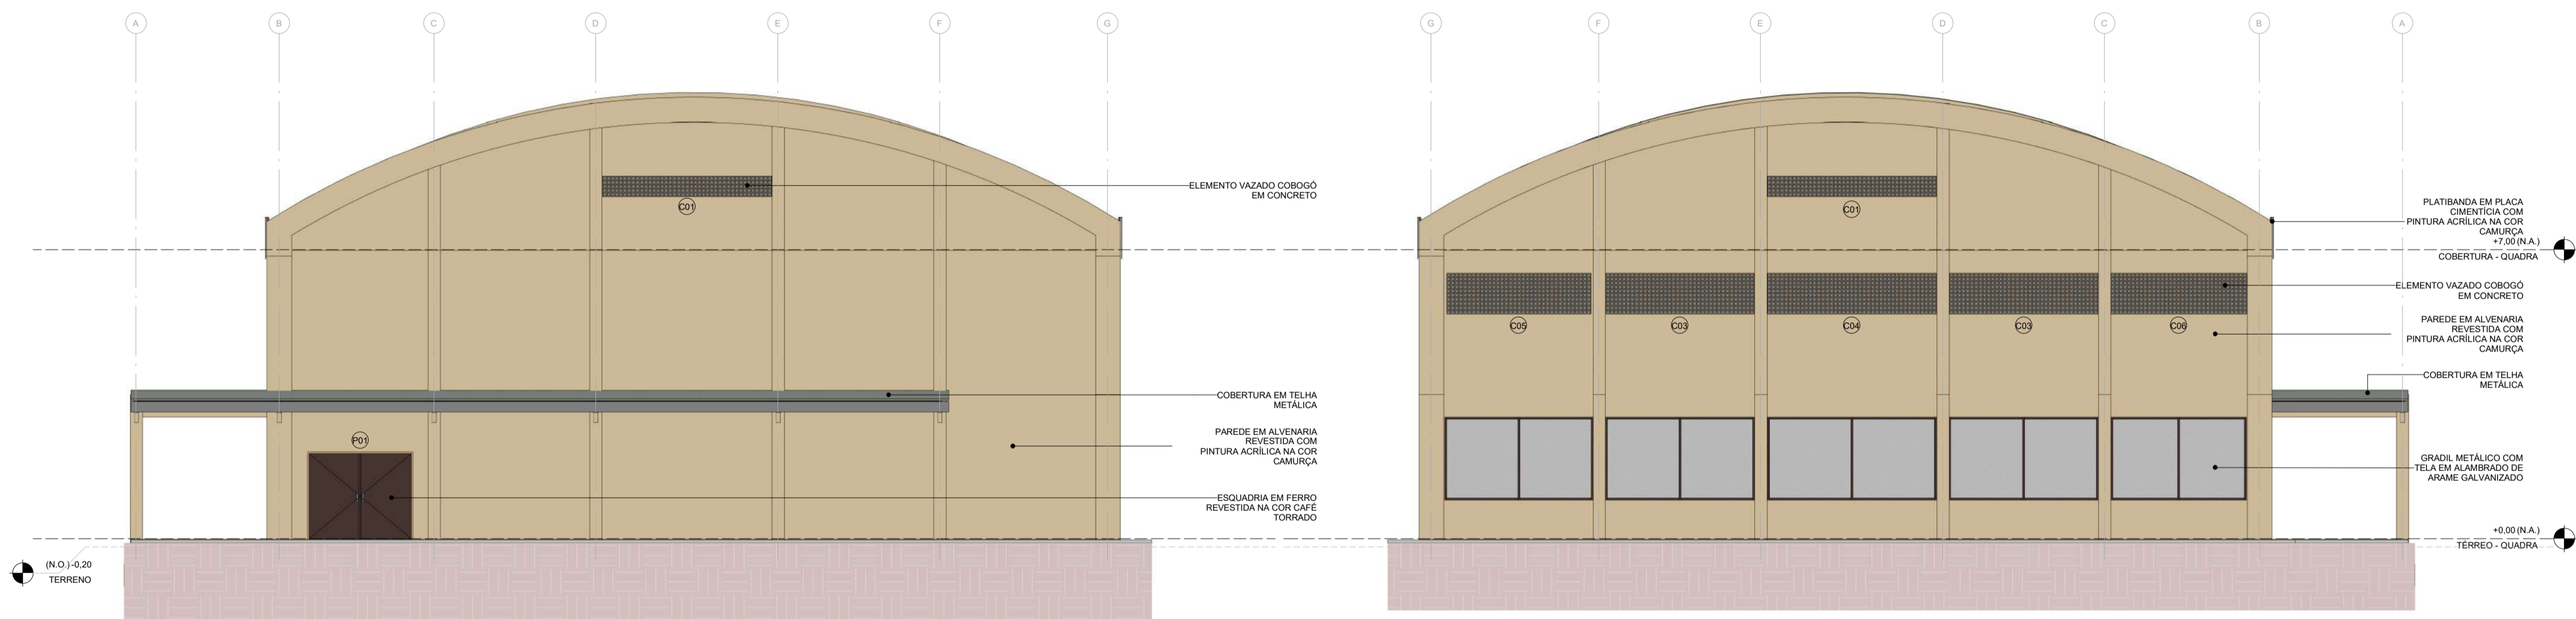 A B C D E F G
G F E D C B A
ELEMENTO VAZADO COBOGÓ
EM CONCRETO
C01
COBERTURA EM TELHA
METÁLICA
PAREDE EM ALVENARIA
REVESTIDA COM
PINTURA ACRÍLICA NA COR
CAMURÇA
P01
ESQUADRIA EM FERRO
REVESTIDA NA COR CAFÉ
TORRADO
(N.O.) -0,20
TERRENO
C01
PLATIBANDA EM PLACA
CIMENTÍCIA COM
PINTURA ACRÍLICA NA COR
CAMURÇA
+7,00 (N.A.)
COBERTURA - QUADRA
ELEMENTO VAZADO COBOGÓ
EM CONCRETO
C05 C03 C04 C03 C06
PAREDE EM ALVENARIA
REVESTIDA COM
PINTURA ACRÍLICA NA COR
CAMURÇA
COBERTURA EM TELHA
METÁLICA
GRADIL METÁLICO COM
TELA EM ALAMBRADO DE
ARAME GALVANIZADO
+0,00 (N.A.)
TÉRREO - QUADRA